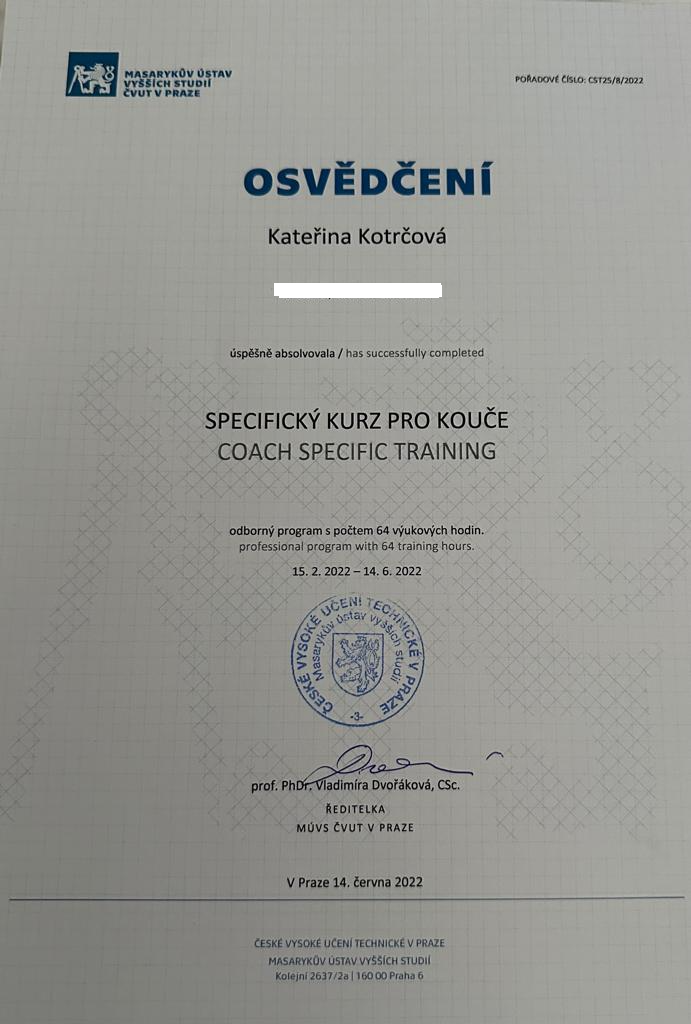 MASARYKŮV ÚSTAV
VYŠŠÍCH STUDIÍ
ČVUT V PRAZE
POŘADOVÉ ČÍSLO: CST25/8/2022
OSVĚDČENÍ
Kateřina Kotrčová
úspěšně absolvovala / has successfully completed
SPECIFICKÝ KURZ PRO KOUČE
COACH SPECIFIC TRAINING
odborný program s počtem 64 výukových hodin.
professional program with 64 training hours.
15. 2. 2022 – 14. 6. 2022
ČESKÉ VYSOKÉ UČENÍ TECHNICKÉ V PRAZE
Masarykův ústav vyšších studií
-3-
prof. PhDr. Vladimíra Dvořáková, CSc.
ŘEDITELKA
MÚVS ČVUT V PRAZE
V Praze 14. června 2022
ČESKÉ VYSOKÉ UČENÍ TECHNICKÉ V PRAZE
MASARYKŮV ÚSTAV VYŠŠÍCH STUDIÍ
Kolejní 2637/2a | 160 00 Praha 6